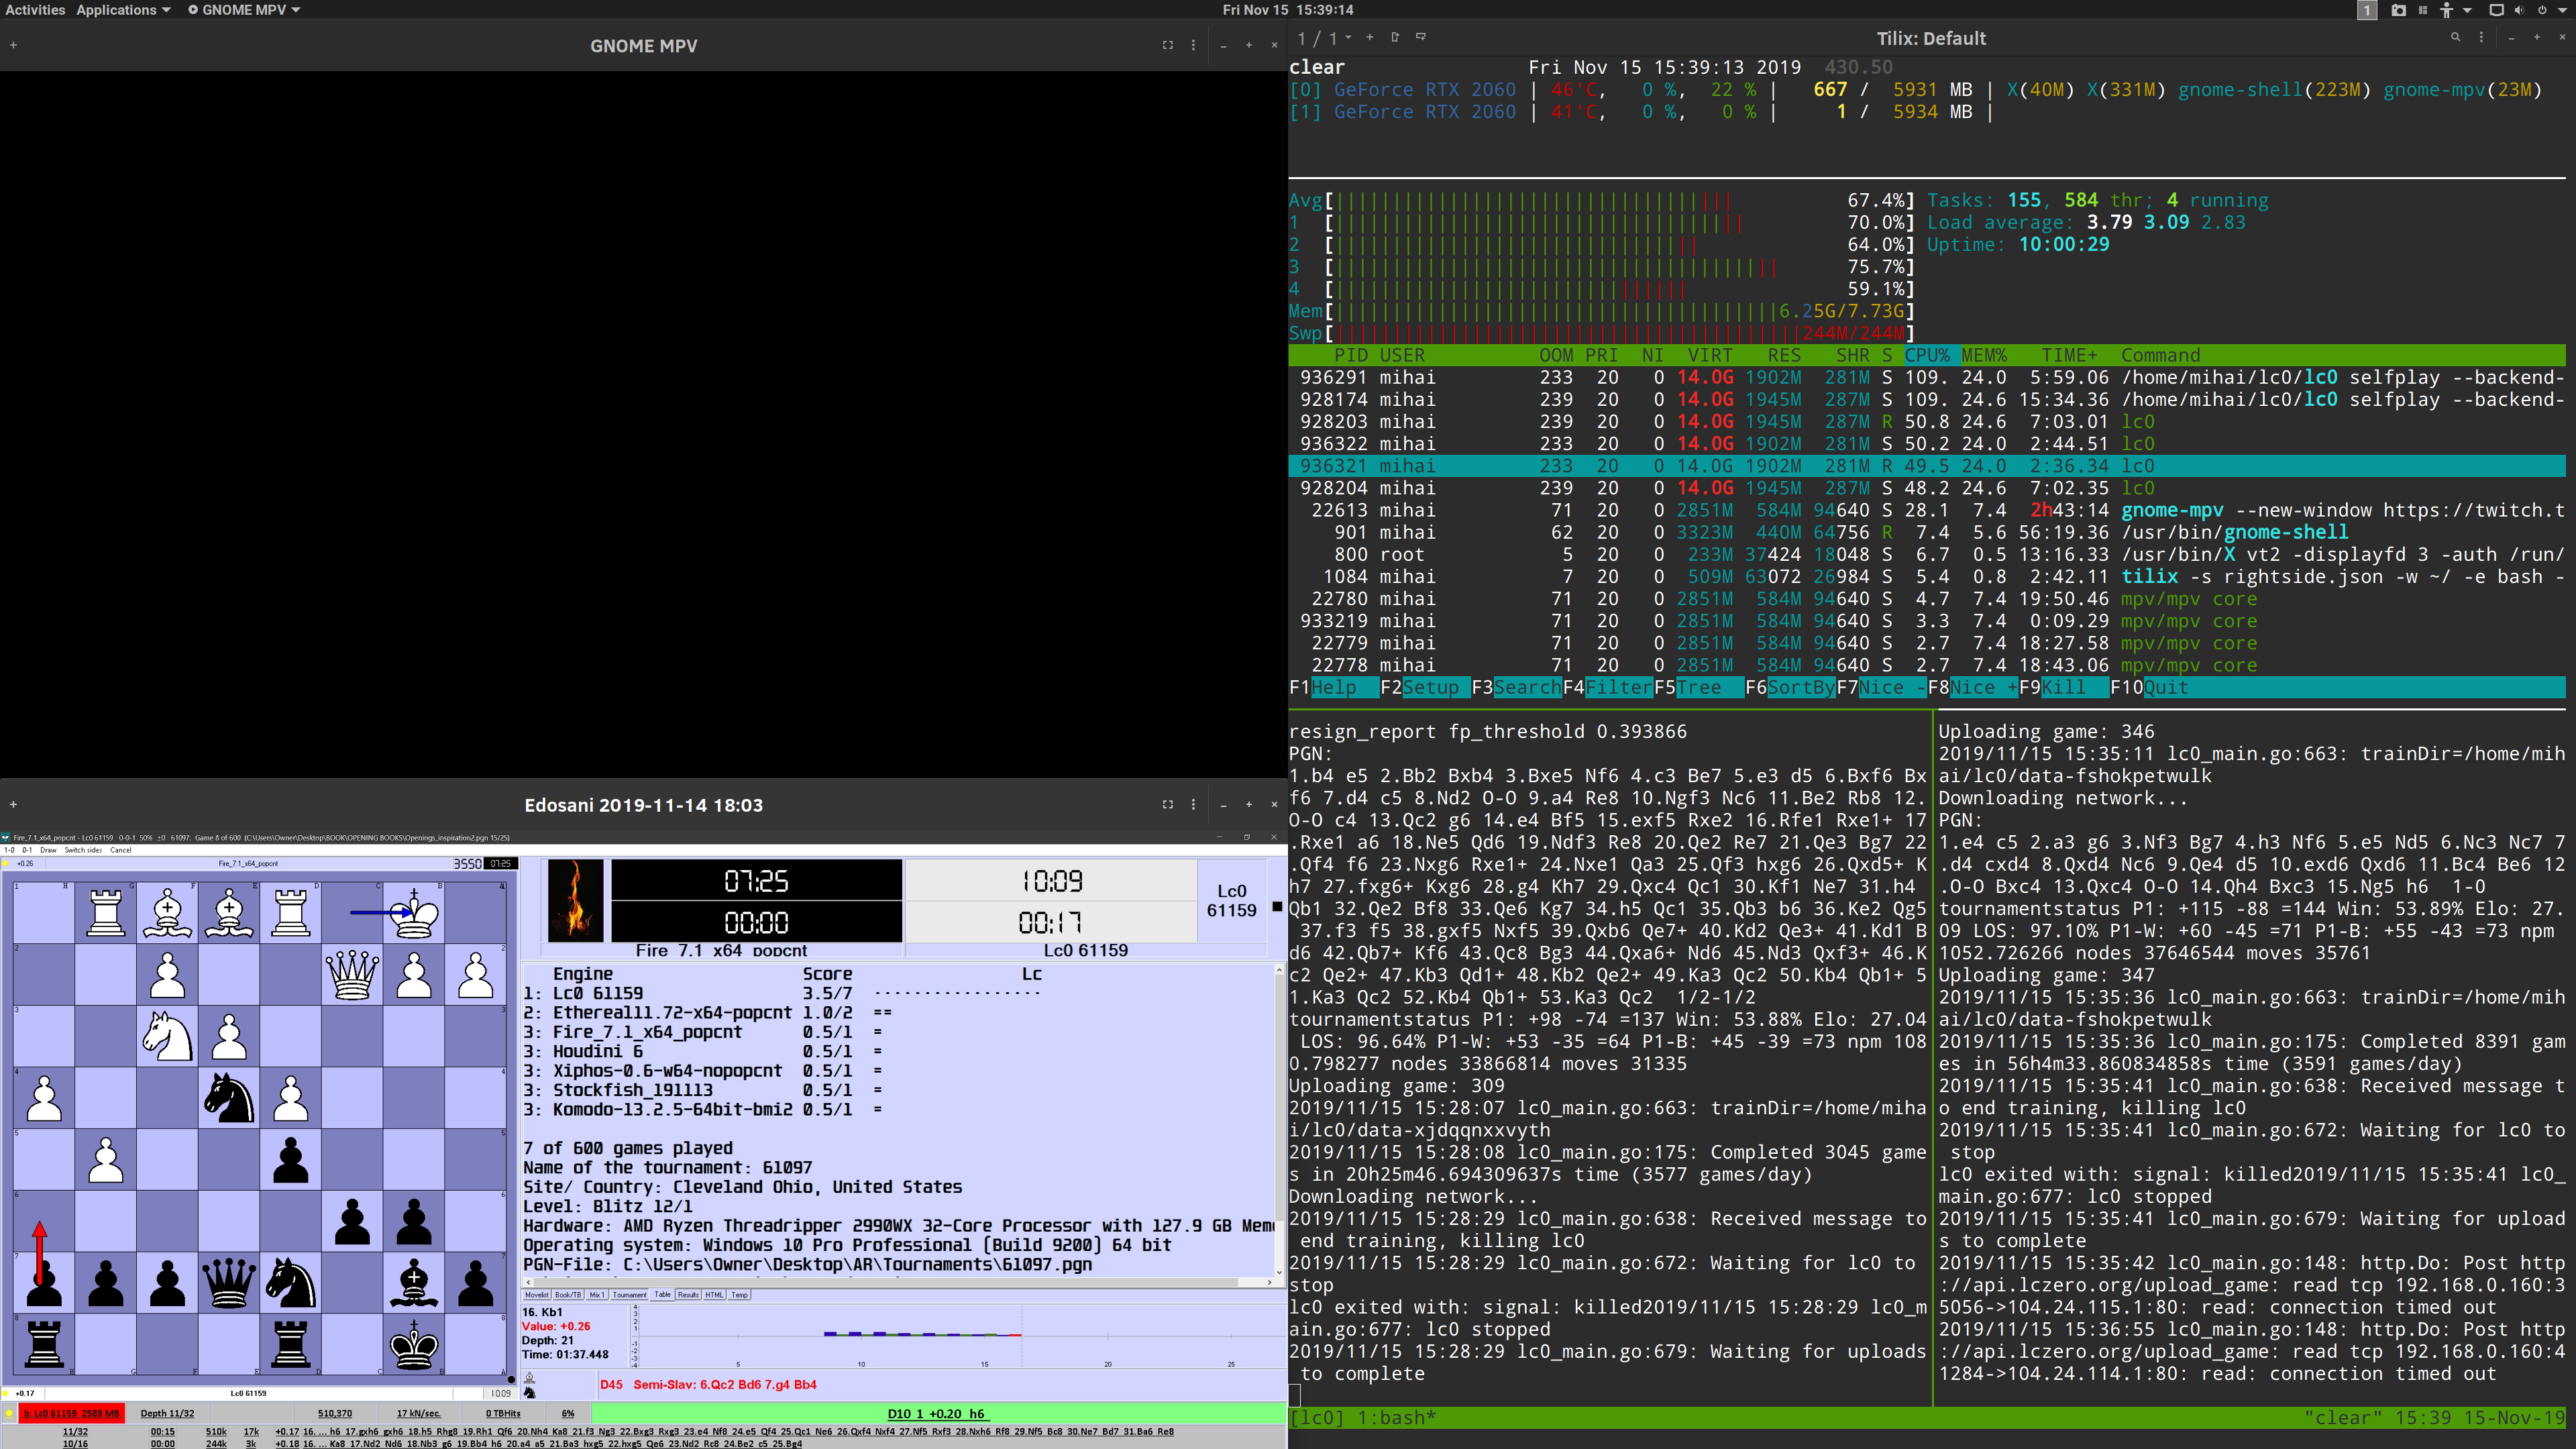 Activities Applications GNOME MPV
Fri Nov 15 15:39:14
1
GNOME MPV
1 / 1
Tilix: Default
clear Fri Nov 15 15:39:13 2019 430.50
[0] GeForce RTX 2060 | 46'C, 0 %, 22 % | 667 / 5931 MB | X(40M) X(331M) gnome-shell(223M) gnome-mpv(23M)
[1] GeForce RTX 2060 | 41'C, 0 %, 0 % | 1 / 5934 MB |
Avg[ 67.4%] Tasks: 155, 584 thr; 4 running
1 [ 70.0%] Load average: 3.79 3.09 2.83
2 [ 64.0%] Uptime: 10:00:29
3 [ 75.7%]
4 [ 59.1%]
Mem[ 6.25G/7.73G]
Swp[ 244M/244M]
PID USER OOM PRI NI VIRT RES SHR S CPU% MEM% TIME+ Command
936291 mihai 233 20 0 14.0G 1902M 281M S 109. 24.0 5:59.06 /home/mihai/lc0/lc0 selfplay --backend-
928174 mihai 239 20 0 14.0G 1945M 287M S 109. 24.6 15:34.36 /home/mihai/lc0/lc0 selfplay --backend-
928203 mihai 239 20 0 14.0G 1945M 287M R 50.8 24.6 7:03.01 lc0
936322 mihai 233 20 0 14.0G 1902M 281M S 50.2 24.0 2:44.51 lc0
936321 mihai 233 20 0 14.0G 1902M 281M R 49.5 24.0 2:36.34 lc0
928204 mihai 239 20 0 14.0G 1945M 287M S 48.2 24.6 7:02.35 lc0
22613 mihai 71 20 0 2851M 584M 94640 S 28.1 7.4 2h43:14 gnome-mpv --new-window https://twitch.t
901 mihai 62 20 0 3323M 440M 64756 R 7.4 5.6 56:19.36 /usr/bin/gnome-shell
800 root 5 20 0 233M 37424 18048 S 6.7 0.5 13:16.33 /usr/bin/X vt2 -displayfd 3 -auth /run/
1084 mihai 7 20 0 509M 63072 26984 S 5.4 0.8 2:42.11 tilix -s rightside.json -w ~/ -e bash -
22780 mihai 71 20 0 2851M 584M 94640 S 4.7 7.4 19:50.46 mpv/mpv core
933219 mihai 71 20 0 2851M 584M 94640 S 3.3 7.4 0:09.29 mpv/mpv core
22779 mihai 71 20 0 2851M 584M 94640 S 2.7 7.4 18:27.58 mpv/mpv core
22778 mihai 71 20 0 2851M 584M 94640 S 2.7 7.4 18:43.06 mpv/mpv core
F1Help F2Setup F3SearchF4FilterF5Tree F6SortByF7Nice -F8Nice +F9Kill F10Quit
resign_report fp_threshold 0.393866
PGN:
1.b4 e5 2.Bb2 Bxb4 3.Bxe5 Nf6 4.c3 Be7 5.e3 d5 6.Bxf6 Bx
f6 7.d4 c5 8.Nd2 O-O 9.a4 Re8 10.Ngf3 Nc6 11.Be2 Rb8 12.
O-O c4 13.Qc2 g6 14.e4 Bf5 15.exf5 Rxe2 16.Rfe1 Rxe1+ 17
.Rxe1 a6 18.Ne5 Qd6 19.Ndf3 Re8 20.Qe2 Re7 21.Qe3 Bg7 22
.Qf4 f6 23.Nxg6 Rxe1+ 24.Nxe1 Qa3 25.Qf3 hxg6 26.Qxd5+ K
h7 27.fxg6+ Kxg6 28.g4 Kh7 29.Qxc4 Qc1 30.Kf1 Ne7 31.h4
Qb1 32.Qe2 Bf8 33.Qe6 Kg7 34.h5 Qc1 35.Qb3 b6 36.Ke2 Qg5
37.f3 f5 38.gxf5 Nxf5 39.Qxb6 Qe7+ 40.Kd2 Qe3+ 41.Kd1 B
d6 42.Qb7+ Kf6 43.Qc8 Bg3 44.Qxa6+ Nd6 45.Nd3 Qxf3+ 46.K
c2 Qe2+ 47.Kb3 Qd1+ 48.Kb2 Qe2+ 49.Ka3 Qc2 50.Kb4 Qb1+ 5
1.Ka3 Qc2 52.Kb4 Qb1+ 53.Ka3 Qc2 1/2-1/2
tournamentstatus P1: +98 -74 =137 Win: 53.88% Elo: 27.04
LOS: 96.64% P1-W: +53 -35 =64 P1-B: +45 -39 =73 npm 108
0.798277 nodes 33866814 moves 31335
Uploading game: 309
2019/11/15 15:28:07 lc0_main.go:663: trainDir=/home/miha
i/lc0/data-xjdqqnxxvyth
2019/11/15 15:28:08 lc0_main.go:175: Completed 3045 game
s in 20h25m46.694309637s time (3577 games/day)
Downloading network...
2019/11/15 15:28:29 lc0_main.go:638: Received message to
end training, killing lc0
2019/11/15 15:28:29 lc0_main.go:672: Waiting for lc0 to
stop
lc0 exited with: signal: killed2019/11/15 15:28:29 lc0_m
ain.go:677: lc0 stopped
2019/11/15 15:28:29 lc0_main.go:679: Waiting for uploads
to complete
Uploading game: 346
2019/11/15 15:35:11 lc0_main.go:663: trainDir=/home/mih
ai/lc0/data-fshokpetwulk
Downloading network...
PGN:
1.e4 c5 2.a3 g6 3.Nf3 Bg7 4.h3 Nf6 5.e5 Nd5 6.Nc3 Nc7 7
.d4 cxd4 8.Qxd4 Nc6 9.Qe4 d5 10.exd6 Qxd6 11.Bc4 Be6 12
.O-O Bxc4 13.Qxc4 O-O 14.Qh4 Bxc3 15.Ng5 h6 1-0
tournamentstatus P1: +115 -88 =144 Win: 53.89% Elo: 27.
09 LOS: 97.10% P1-W: +60 -45 =71 P1-B: +55 -43 =73 npm
1052.726266 nodes 37646544 moves 35761
Uploading game: 347
2019/11/15 15:35:36 lc0_main.go:663: trainDir=/home/mih
ai/lc0/data-fshokpetwulk
2019/11/15 15:35:36 lc0_main.go:175: Completed 8391 gam
es in 56h4m33.860834858s time (3591 games/day)
2019/11/15 15:35:41 lc0_main.go:638: Received message t
o end training, killing lc0
2019/11/15 15:35:41 lc0_main.go:672: Waiting for lc0 to
stop
lc0 exited with: signal: killed2019/11/15 15:35:41 lc0_
main.go:677: lc0 stopped
2019/11/15 15:35:41 lc0_main.go:679: Waiting for upload
s to complete
2019/11/15 15:35:42 lc0_main.go:148: http.Do: Post http
://api.lczero.org/upload_game: read tcp 192.168.0.160:3
5056->104.24.115.1:80: read: connection timed out
2019/11/15 15:36:55 lc0_main.go:148: http.Do: Post http
://api.lczero.org/upload_game: read tcp 192.168.0.160:4
1284->104.24.114.1:80: read: connection timed out
[lc0] 1:bash* "clear" 15:39 15-Nov-19
Edosani 2019-11-14 18:03
Fire_7.1_x64_popcnt - Lc0 61159 0-0-1 50% ±0 61097: Game 8 of 600 (C:\Users\Owner\Desktop\BOOK\OPENING BOOKS\Openings_inspiration2.pgn 15/25)
1-0 0-1 Draw Switch sides Cancel
+0.26 Fire_7.1_x64_popcnt 3550 07:25
1 H G F E D C B A
2 2
3 3
4 4
5 5
6 6
7 7
8 H G F E D C B A 8
+0.17 Lc0 61159 10:09
07:25 10:09
00:00 00:17
Lc0
61159
Fire_7.1_x64_popcnt Lc0 61159
Engine Score Lc
1: Lc0 61159 3.5/7 - - - - - - - - - - - - - - - - -
2: Ethereal11.72-x64-popcnt 1.0/2 ==
3: Fire_7.1_x64_popcnt 0.5/1 =
3: Houdini 6 0.5/1 =
3: Xiphos-0.6-w64-nopopcnt 0.5/1 =
3: Stockfish_191113 0.5/1 =
3: Komodo-13.2.5-64bit-bmi2 0.5/1 =
7 of 600 games played
Name of the tournament: 61097
Site/ Country: Cleveland Ohio, United States
Level: Blitz 12/1
Hardware: AMD Ryzen Threadripper 2990WX 32-Core Processor with 127.9 GB Mem
Operating system: Windows 10 Pro Professional (Build 9200) 64 bit
PGN-File: C:\Users\Owner\Desktop\AR\Tournaments\61097.pgn
Movelist Book/TB Mix 1 Tournament Table Results HTML Temp
16. Kb1
Value: +0.26
Depth: 21
Time: 01:37.448
5 10 15 20 25
D45 Semi-Slav: 6.Qc2 Bd6 7.g4 Bb4
b: Lc0 61159 2589 MB Depth 11/32 510,370 17 kN/sec. 0 TBHits 6% D10 1 +0.20 h6
11/32 00:15 510k 17k +0.17 16. ... h6 17.gxh6 gxh6 18.h5 Rhg8 19.Rh1 Qf6 20.Nh4 Ka8 21.f3 Ng3 22.Bxg3 Rxg3 23.e4 Nf8 24.e5 Qf4 25.Qc1 Ne6 26.Qxf4 Nxf4 27.Nf5 Rxf3 28.Nxh6 Rf8 29.Nf5 Bc8 30.Ne7 Bd7 31.Ba6 Re8
10/16 00:00 244k 3k +0.18 16. ... Ka8 17.Nd2 Nd6 18.Nb3 g6 19.Bb4 h6 20.a4 a5 21.Ba3 hxg5 22.hxg5 Qe6 23.Nd2 Rc8 24.Be2 c5 25.Bg4